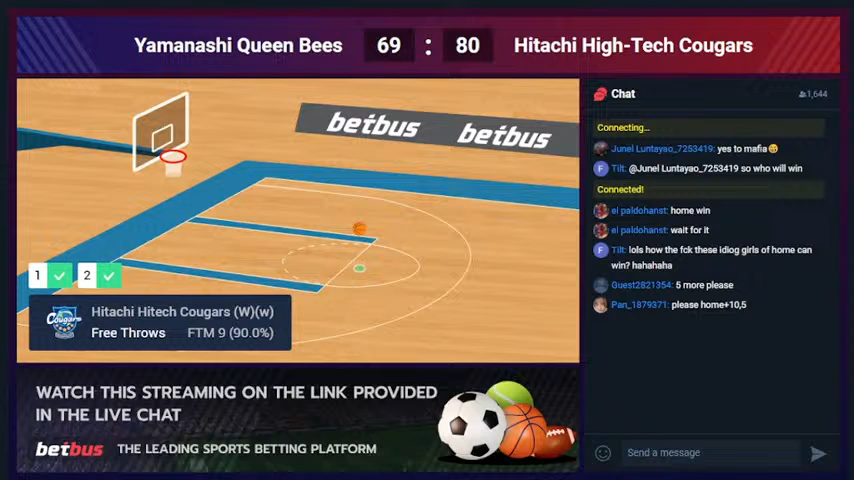 Yamanashi Queen Bees 69 : 80 Hitachi High-Tech Cougars
betbus betbus
1 2
Cougars
Hitachi Hitech Cougars (W)(w)
Free Throws FTM 9 (90.0%)
WATCH THIS STREAMING ON THE LINK PROVIDED
IN THE LIVE CHAT
betbus THE LEADING SPORTS BETTING PLATFORM
Chat 1,644
Connecting...
Junel Luntayao_7253419: yes to mafia😀
F Tilt: @Junel Luntayao_7253419 so who will win
Connected!
el paldohanst: home win
el paldohanst: wait for it
F Tilt: lols how the fck these idiog girls of home can
win? hahahaha
Guest2821354: 5 more please
Pan_1879371: please home+10,5
Send a message